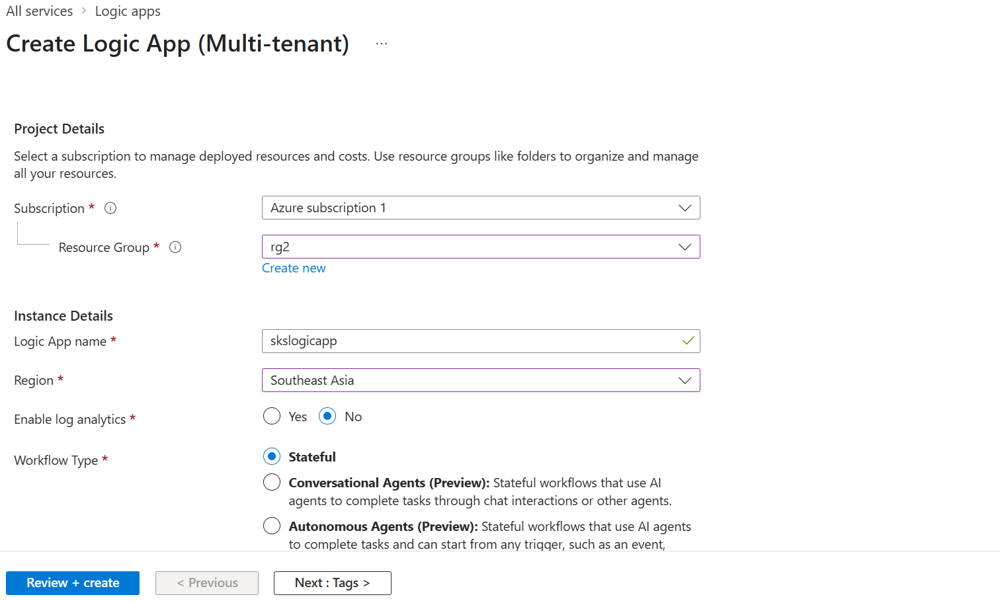 All services > Logic apps
Create Logic App (Multi-tenant) ...
Project Details
Select a subscription to manage deployed resources and costs. Use resource groups like folders to organize and manage
all your resources.
Subscription *
Azure subscription 1
Resource Group *
rg2
Create new
Instance Details
Logic App name *
skslogicapp
Region *
Southeast Asia
Enable log analytics *
Yes
No
Workflow Type *
Stateful
Conversational Agents (Preview): Stateful workflows that use AI
agents to complete tasks through chat interactions or other agents.
Autonomous Agents (Preview): Stateful workflows that use AI agents
to complete tasks and can start from any trigger, such as an event,
Review + create
< Previous
Next : Tags >